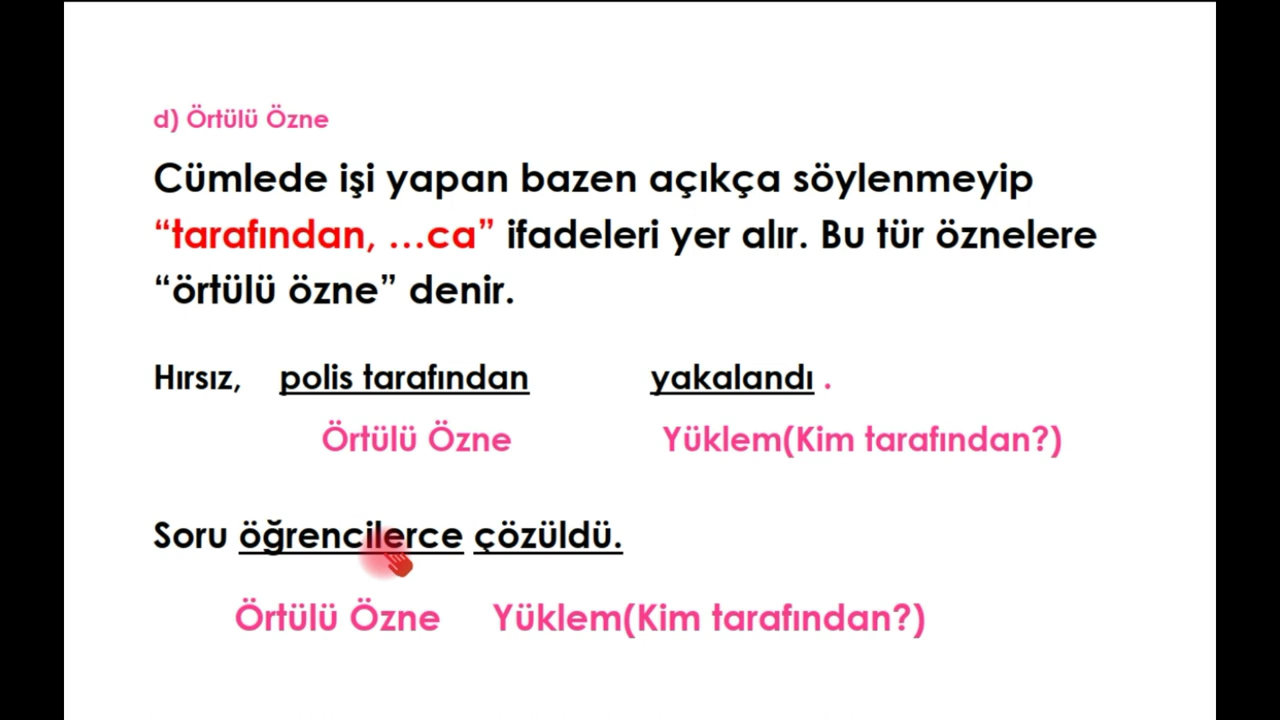 d) Örtülü Özne
Cümlede işi yapan bazen açıkça söylenmeyip
“tarafından, ...ca” ifadeleri yer alır. Bu tür öznelere
“örtülü özne” denir.
Hırsız, polis tarafından yakalandı .
Örtülü Özne Yüklem(Kim tarafından?)
Soru öğrencilerce çözüldü.
Örtülü Özne Yüklem(Kim tarafından?)